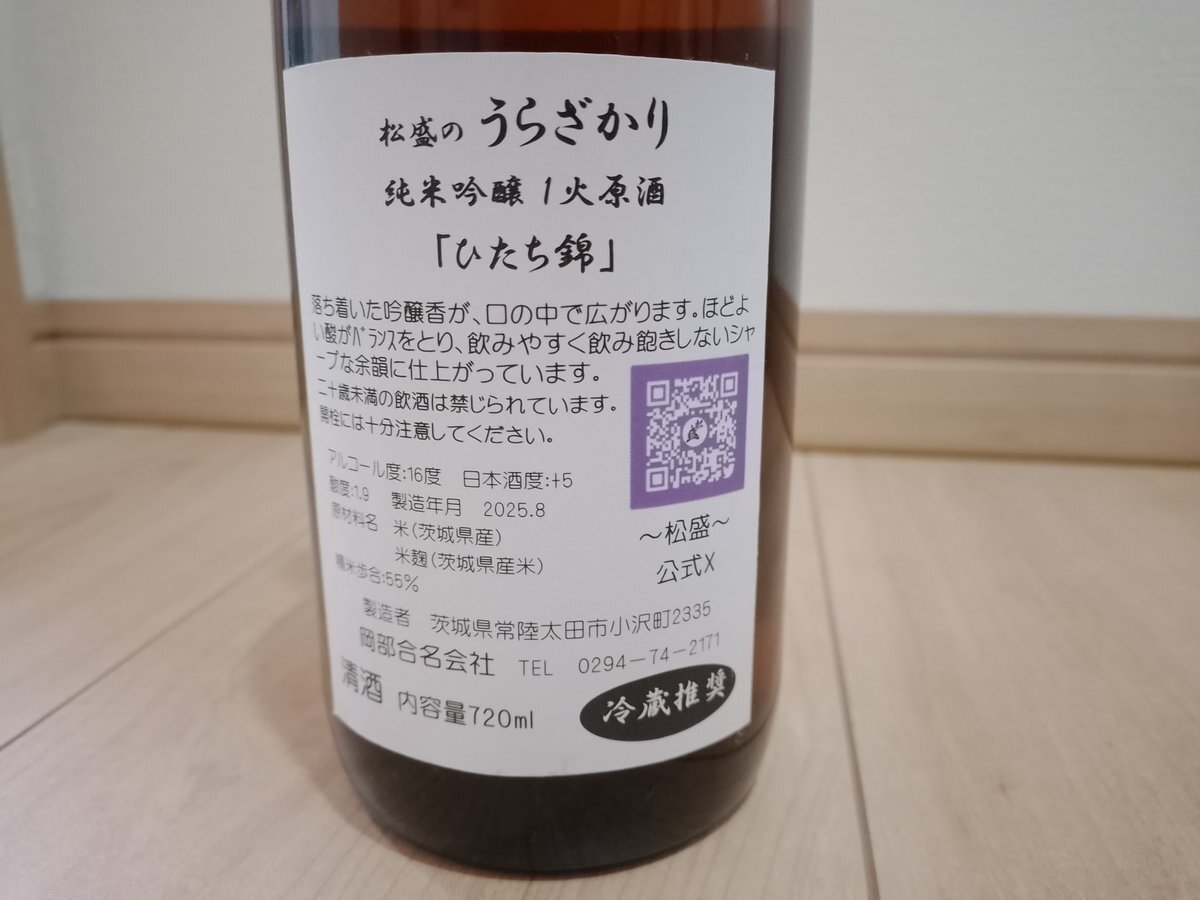 松盛の うらざかり
純米吟醸 1火原酒
「ひたち錦」
落ち着いた吟醸香が、口の中で広がります。ほどよ
い酸がバランスをとり、飲みやすく飲み飽きしないシャ
ープな余韻に仕上がっています。
二十歳未満の飲酒は禁じられています。
開栓には十分注意してください。
アルコール度:16度 日本酒度:+5
酸度:1.9 製造年月 2025.8
原材料名 米(茨城県産)
米麹(茨城県産米)
精米歩合:55%
～松盛～
公式X
製造者 茨城県常陸太田市小沢町2335
岡部合名会社 TEL 0294-74-2171
清酒 内容量720ml
冷蔵推奨